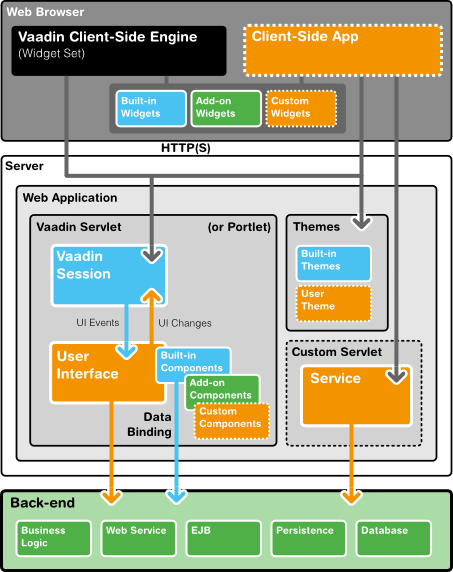 Web Browser
Vaadin Client-Side Engine
(Widget Set)
Client-Side App
Built-in
Widgets
Add-on
Widgets
Custom
Widgets
HTTP(S)
Server
Web Application
Vaadin Servlet
(or Portlet)
Themes
Vaadin
Session
Built-in
Themes
User
Theme
UI Events
UI Changes
User
Interface
Built-in
Components
Add-on
Components
Custom
Components
Data
Binding
Custom Servlet
Service
Back-end
Business
Logic
Web Service
EJB
Persistence
Database